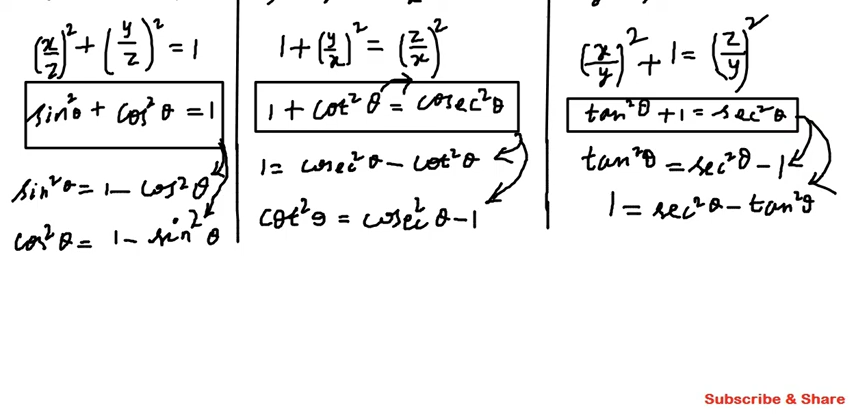 (x/z)² + (y/z)² = 1
sin²θ + cos²θ = 1
sin²θ = 1 - cos²θ
cos²θ = 1 - sin²θ
1 + (y/x)² = (z/x)²
1 + cot²θ = cosec²θ
1 = cosec²θ - cot²θ
cot²θ = cosec²θ - 1
(x/y)² + 1 = (z/y)²
tan²θ + 1 = sec²θ
tan²θ = sec²θ - 1
1 = sec²θ - tan²θ
Subscribe & Share